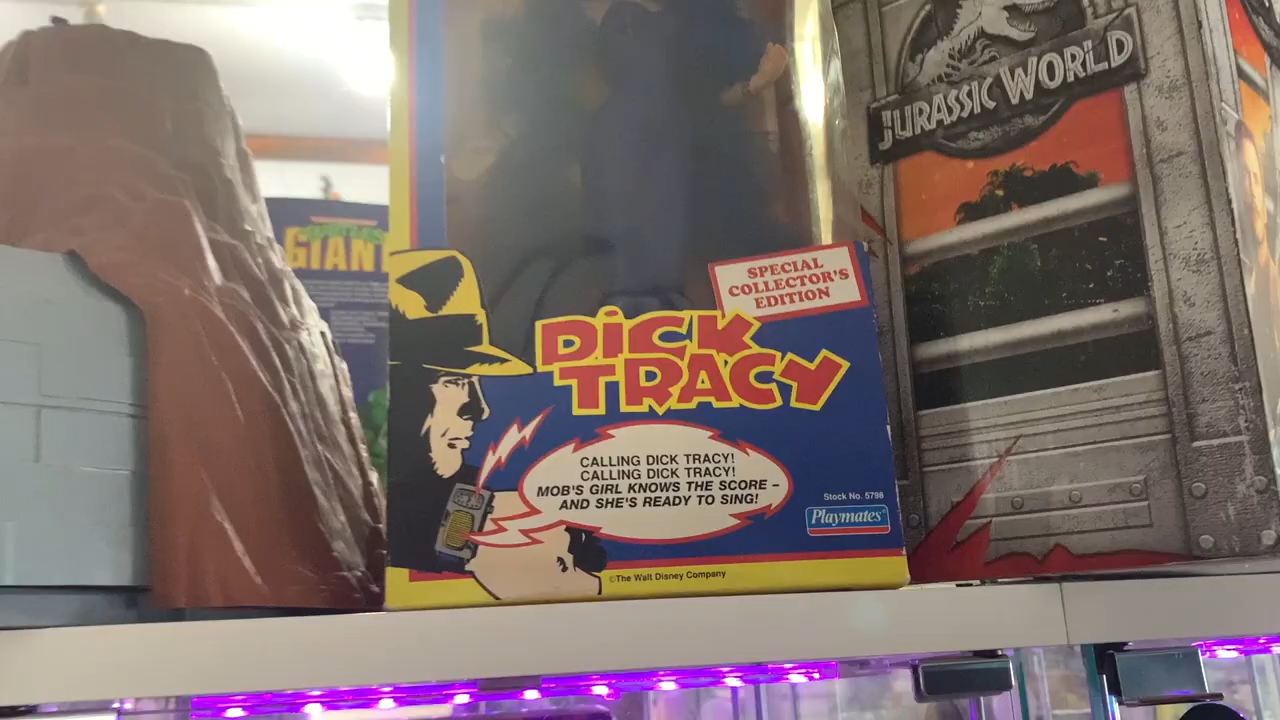 JURASSIC WORLD
GIANT
SPECIAL
COLLECTOR'S
EDITION
DiCK
TRACY
CALLING DICK TRACY!
CALLING DICK TRACY!
MOB'S GIRL KNOWS THE SCORE –
AND SHE'S READY TO SING!
Stock No. 5798
Playmates
©The Walt Disney Company